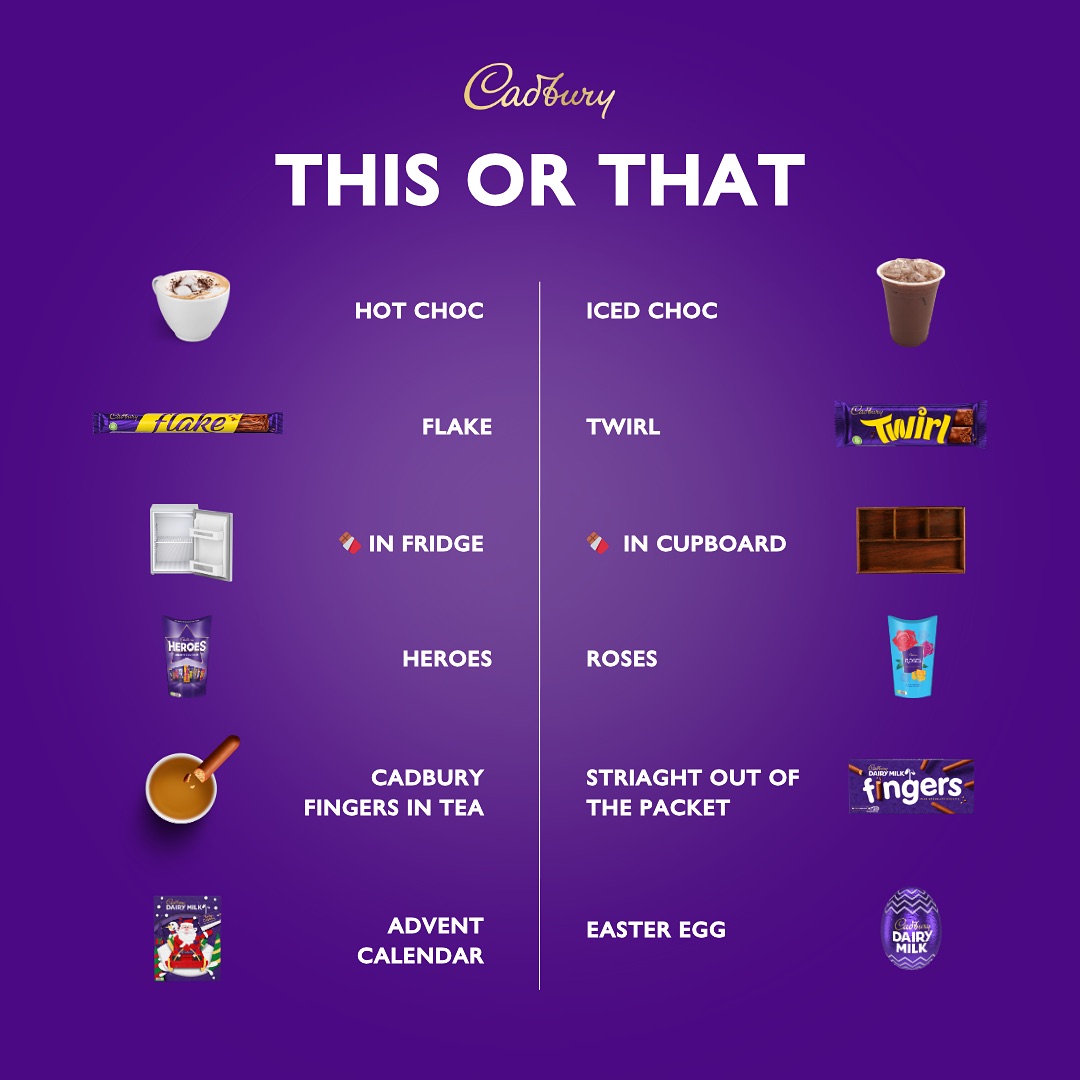 Cadbury
THIS OR THAT
HOT CHOC
ICED CHOC
Cadbury
flake
FLAKE
TWIRL
Cadbury
Twirl
🍫 IN FRIDGE
🍫 IN CUPBOARD
HEROES
HEROES
ROSES
ROSES
CADBURY
FINGERS IN TEA
STRIAGHT OUT OF
THE PACKET
Cadbury
DAIRY MILK
fingers
Cadbury
DAIRY MILK
ADVENT
CALENDAR
EASTER EGG
Cadbury
DAIRY
MILK